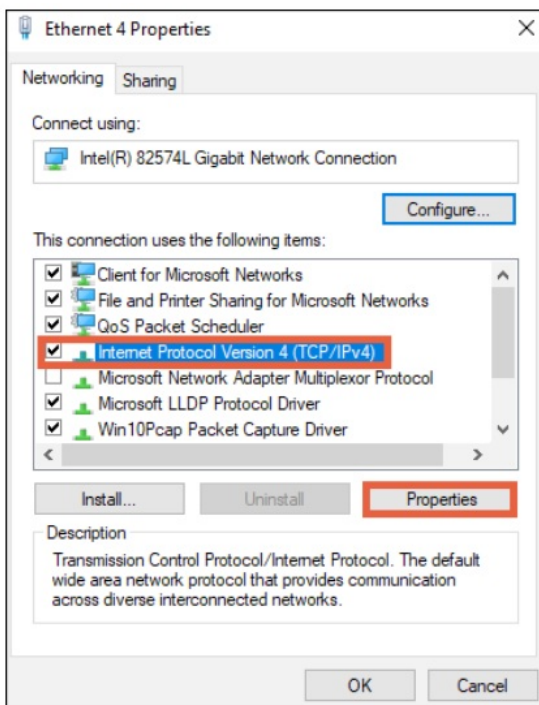 Ethernet 4 Properties
Networking
Sharing
Connect using:
Intel(R) 82574L Gigabit Network Connection
Configure...
This connection uses the following items:
Client for Microsoft Networks
File and Printer Sharing for Microsoft Networks
QoS Packet Scheduler
Internet Protocol Version 4 (TCP/IPv4)
Microsoft Network Adapter Multiplexor Protocol
Microsoft LLDP Protocol Driver
Win10Pcap Packet Capture Driver
Install...
Uninstall
Properties
Description
Transmission Control Protocol/Internet Protocol. The default
wide area network protocol that provides communication
across diverse interconnected networks.
OK
Cancel